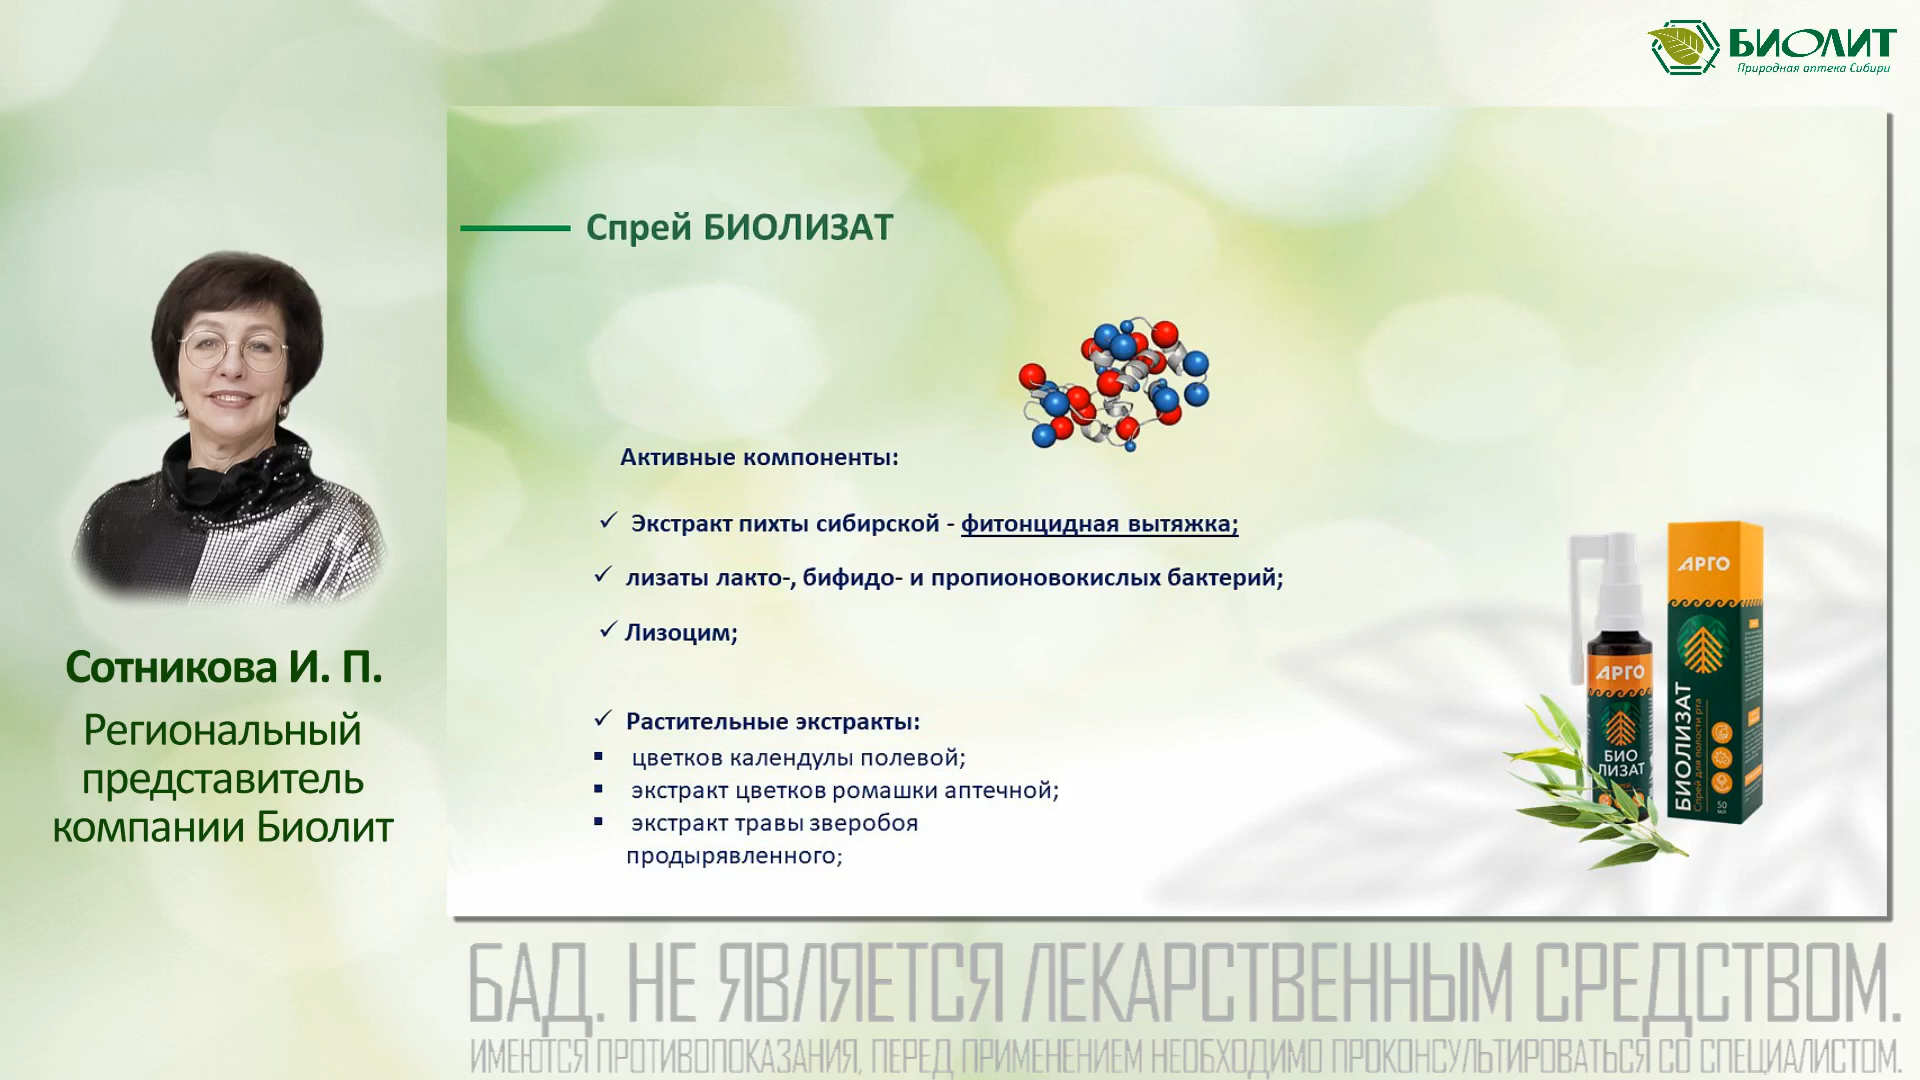 БИОЛИТ
Природная аптека Сибири
Спрей БИОЛИЗАТ
Активные компоненты:
✓ Экстракт пихты сибирской - фитонцидная вытяжка;
✓ лизаты лакто-, бифидо- и пропионовокислых бактерий;
✓ Лизоцим;
✓ Растительные экстракты:
▪ цветков календулы полевой;
▪ экстракт цветков ромашки аптечной;
▪ экстракт травы зверобоя
продырявленного;
АРГО
БИО
ЛИЗАТ
АРГО
БИОЛИЗАТ
Спрей для полости рта
50
мл
Сотникова И. П.
Региональный
представитель
компании Биолит
БАД. НЕ ЯВЛЯЕТСЯ ЛЕКАРСТВЕННЫМ СРЕДСТВОМ.
ИМЕЮТСЯ ПРОТИВОПОКАЗАНИЯ, ПЕРЕД ПРИМЕНЕНИЕМ НЕОБХОДИМО ПРОКОНСУЛЬТИРОВАТЬСЯ СО СПЕЦИАЛИСТОМ.